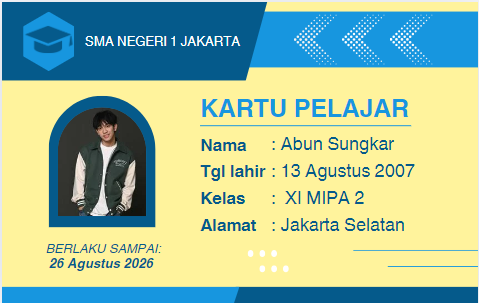 SMA NEGERI 1 JAKARTA
KARTU PELAJAR
Nama : Abun Sungkar
Tgl lahir : 13 Agustus 2007
Kelas : XI MIPA 2
Alamat : Jakarta Selatan
BERLAKU SAMPAI:
26 Agustus 2026